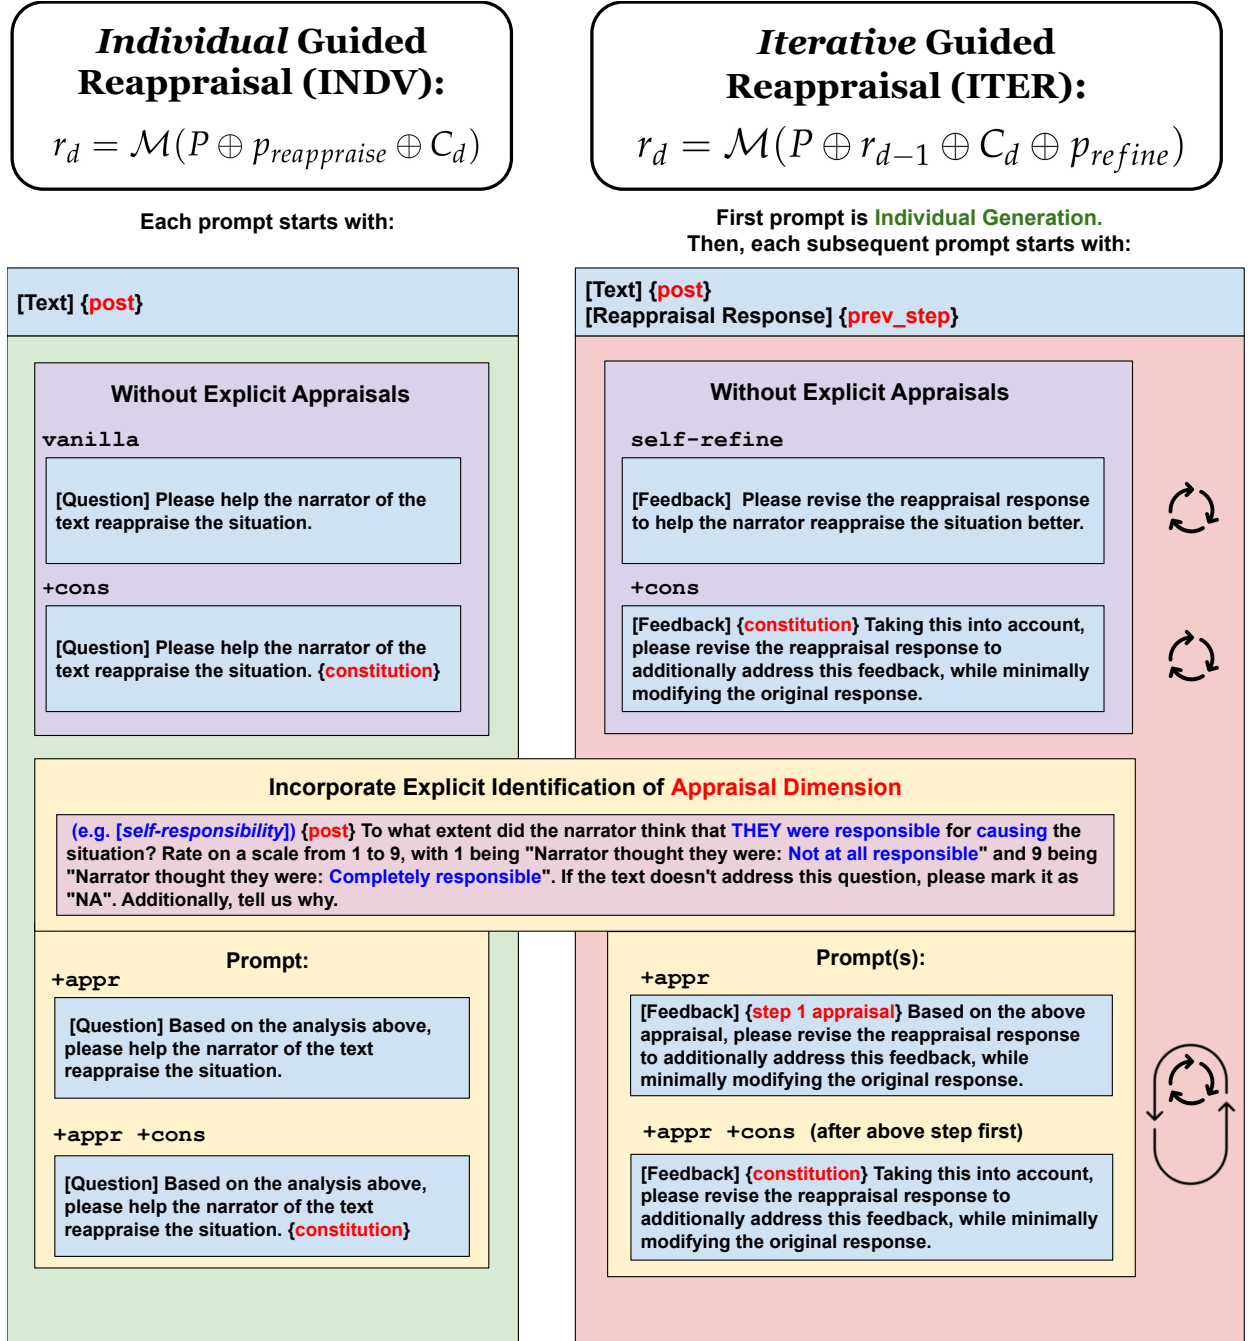 Individual Guided
Reappraisal (INDV):
r_d = M(P ⊕ p_reappraise ⊕ C_d)
Each prompt starts with:
[Text] {post}
Without Explicit Appraisals
vanilla
[Question] Please help the narrator of the
text reappraise the situation.
+cons
[Question] Please help the narrator of the
text reappraise the situation. {constitution}
Iterative Guided
Reappraisal (ITER):
r_d = M(P ⊕ r_{d−1} ⊕ C_d ⊕ p_refine)
First prompt is Individual Generation.
Then, each subsequent prompt starts with:
[Text] {post}
[Reappraisal Response] {prev_step}
Without Explicit Appraisals
self-refine
[Feedback] Please revise the reappraisal response
to help the narrator reappraise the situation better.
+cons
[Feedback] {constitution} Taking this into account,
please revise the reappraisal response to
additionally address this feedback, while minimally
modifying the original response.
Incorporate Explicit Identification of Appraisal Dimension
(e.g. [self-responsibility]) {post} To what extent did the narrator think that THEY were responsible for causing the
situation? Rate on a scale from 1 to 9, with 1 being "Narrator thought they were: Not at all responsible" and 9 being
"Narrator thought they were: Completely responsible". If the text doesn't address this question, please mark it as
"NA". Additionally, tell us why.
Prompt:
+appr
[Question] Based on the analysis above,
please help the narrator of the text
reappraise the situation.
+appr +cons
[Question] Based on the analysis above,
please help the narrator of the text
reappraise the situation. {constitution}
Prompt(s):
+appr
[Feedback] {step 1 appraisal} Based on the above
appraisal, please revise the reappraisal response
to additionally address this feedback, while
minimally modifying the original response.
+appr +cons (after above step first)
[Feedback] {constitution} Taking this into account,
please revise the reappraisal response to
additionally address this feedback, while minimally
modifying the original response.